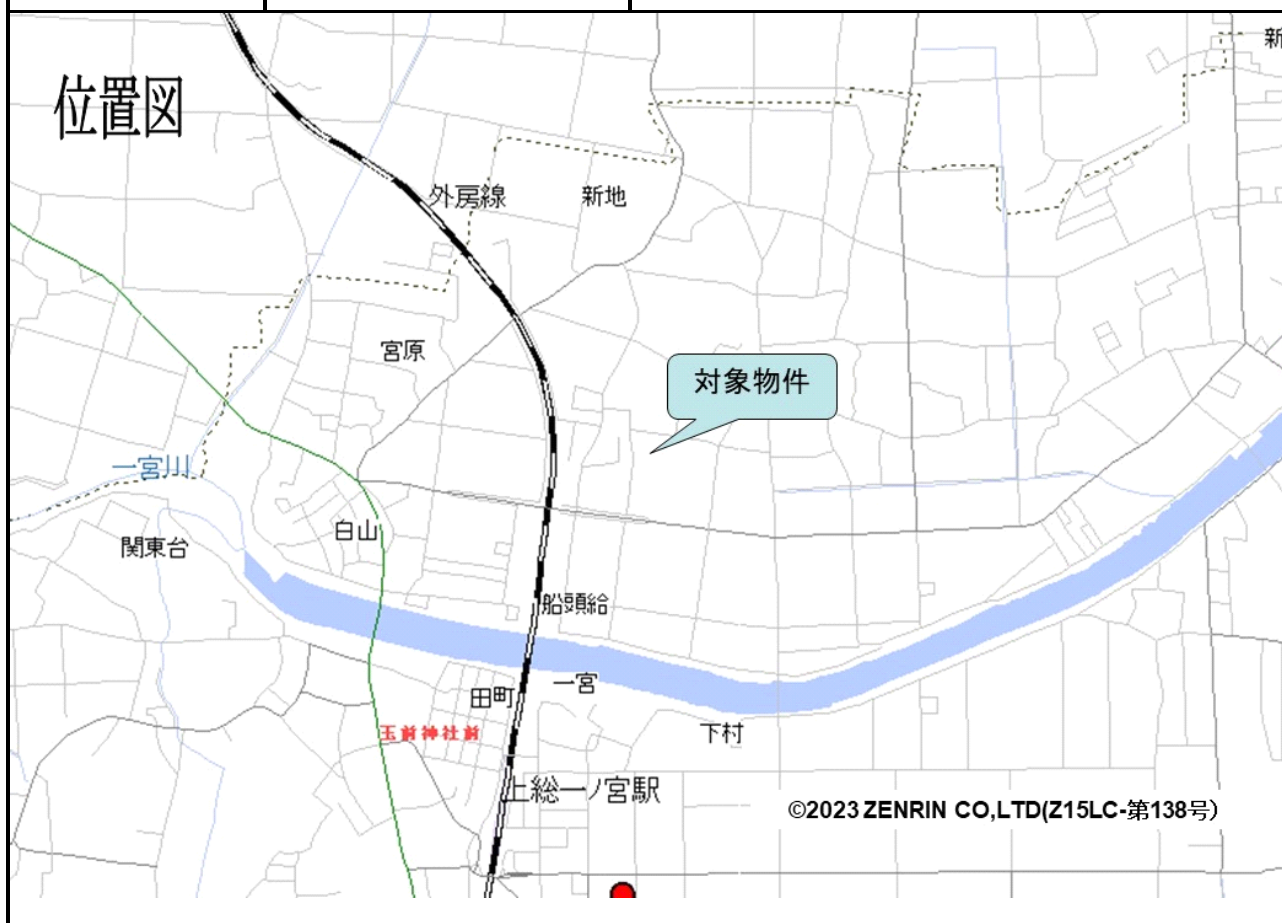 位置図
新
外房線
新地
宮原
対象物件
一宮川
白山
関東台
船頭給
一宮
田町
玉前神社前
下村
上総一ノ宮駅
©2023 ZENRIN CO,LTD(Z15LC-第138号)